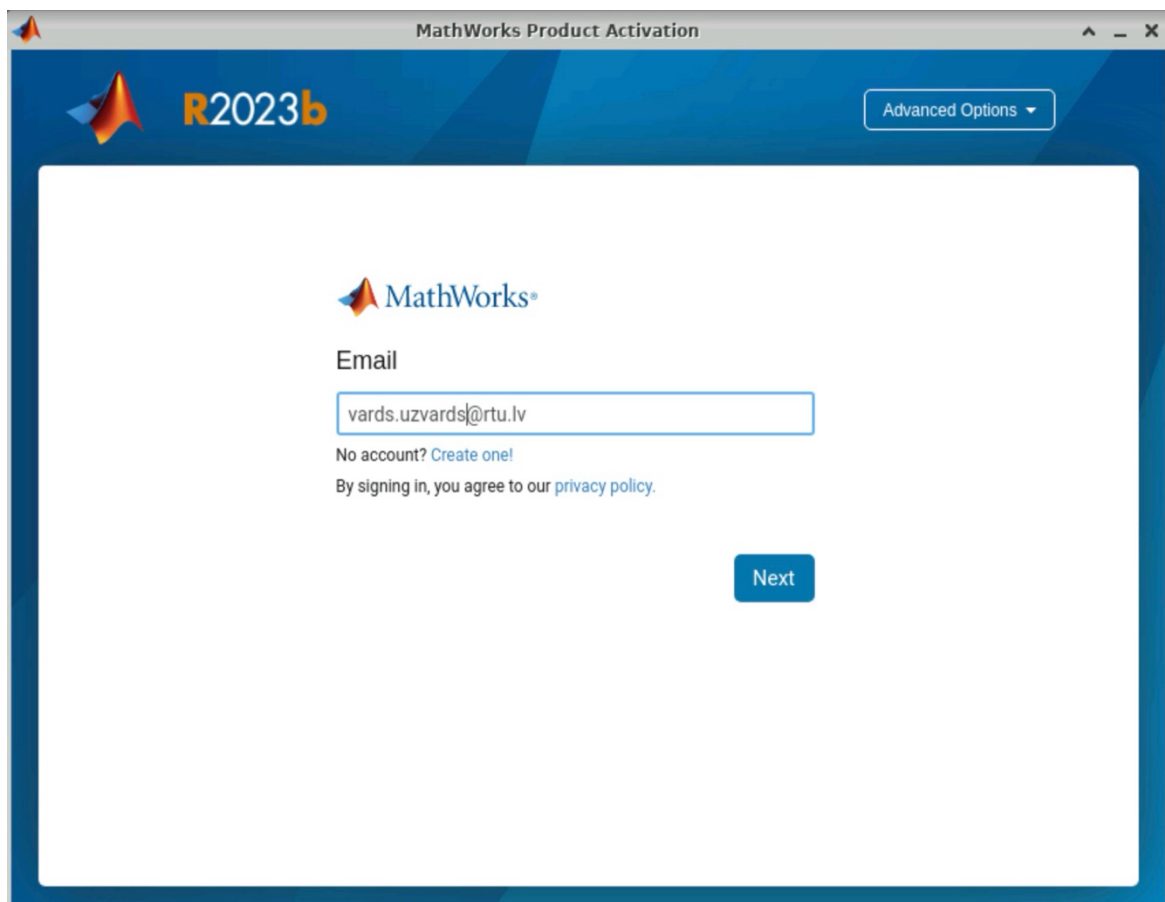 MathWorks Product Activation
R2023b
Advanced Options
MathWorks®
Email
vards.uzvards@rtu.lv
No account? Create one!
By signing in, you agree to our privacy policy.
Next